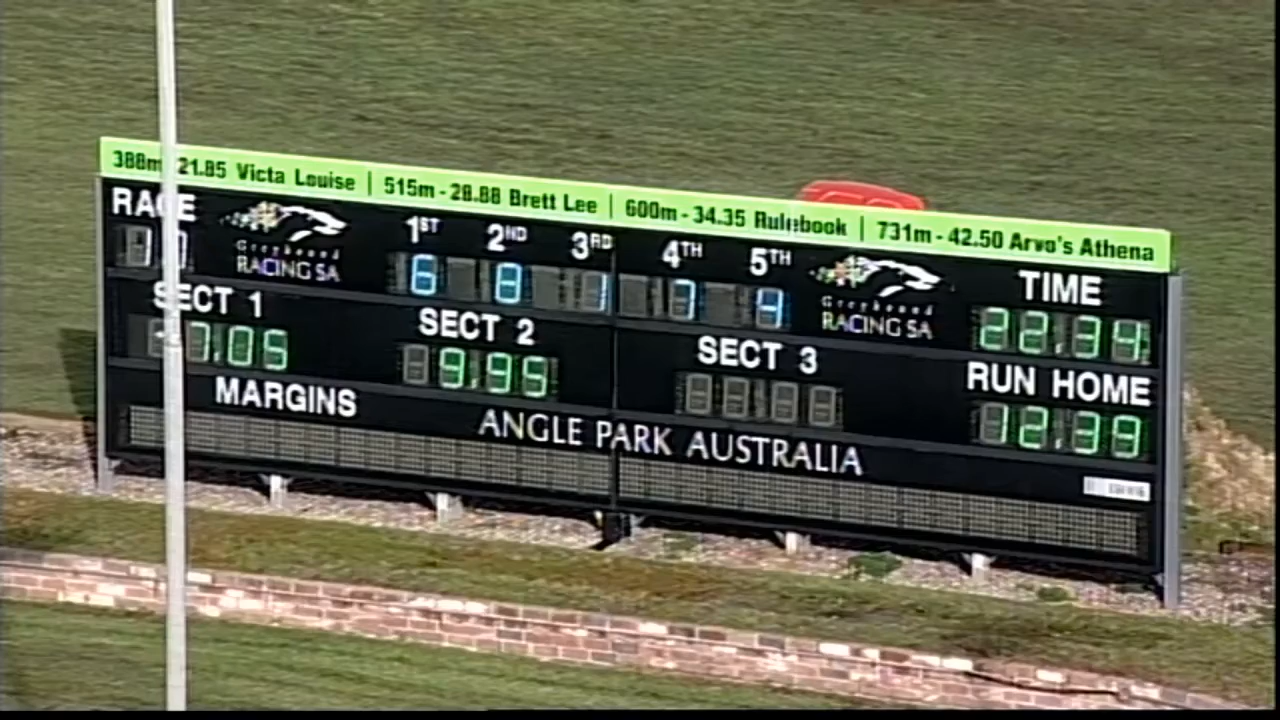 388m 21.85 Victa Louise | 515m - 28.88 Brett Lee | 600m - 34.35 Rulebook | 731m - 42.50 Arvo's Athena
RACE 1ST 2ND 3RD 4TH 5TH TIME
Greyhound RACING SA
6 8 1 7 4
Greyhound RACING SA
22.34
SECT 1 SECT 2 SECT 3 RUN HOME
7.05 9.95 12.39
MARGINS
ANGLE PARK AUSTRALIA